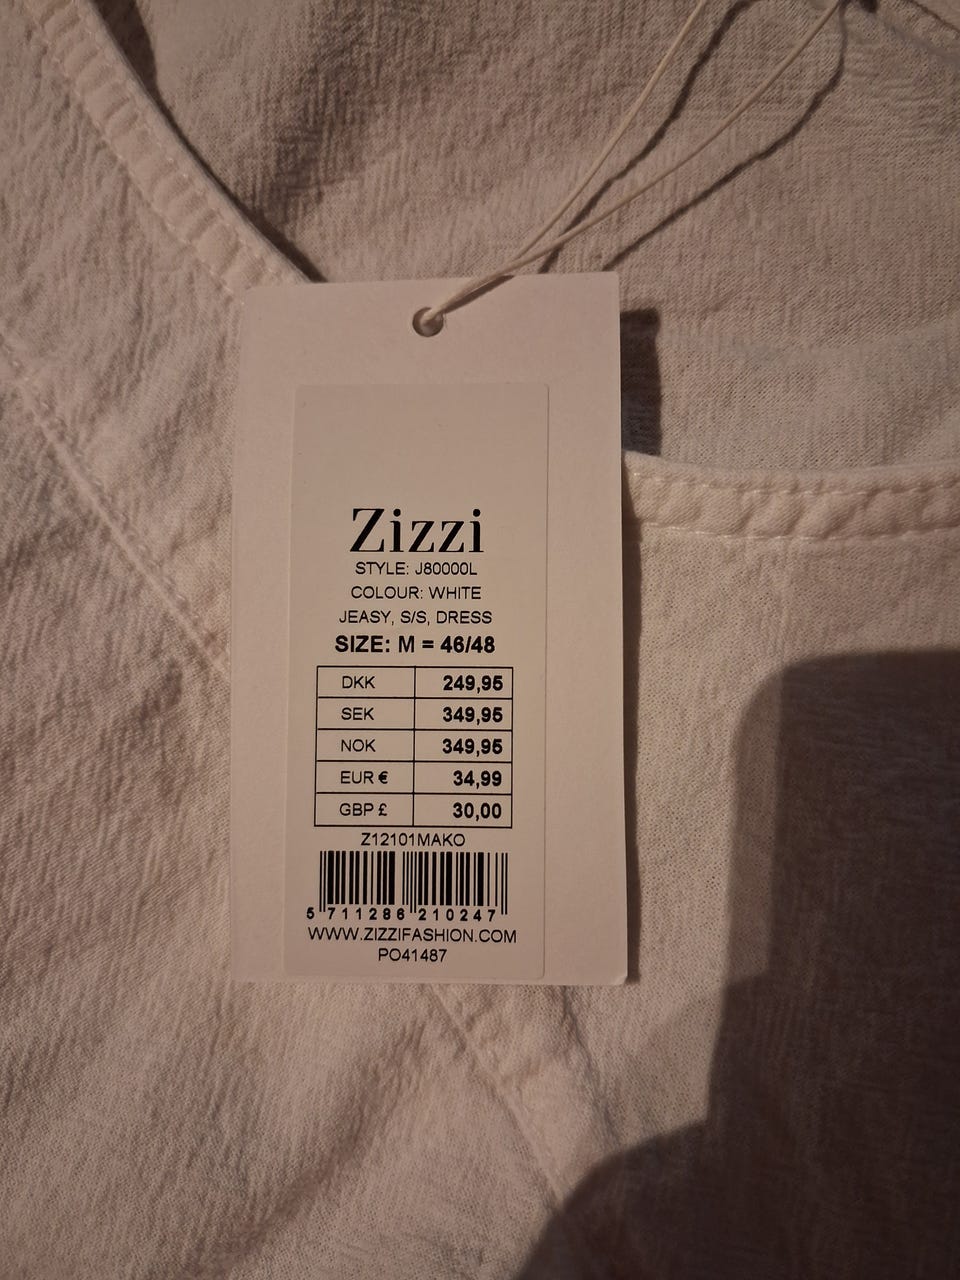 Zizzi
STYLE: J80000L
COLOUR: WHITE
JEASY, S/S, DRESS
SIZE: M = 46/48
DKK 249,95
SEK 349,95
NOK 349,95
EUR € 34,99
GBP £ 30,00
Z12101MAKO
5 711286 210247
WWW.ZIZZIFASHION.COM
PO41487